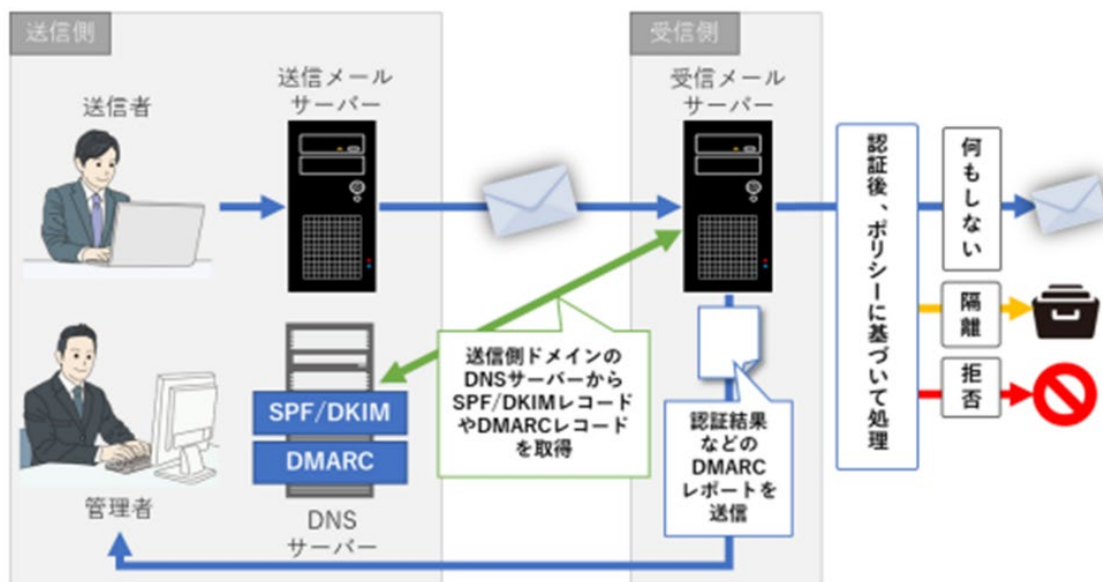 送信側
受信側
送信者
送信メール
サーバー
受信メール
サーバー
認証後、ポリシーに基づいて処理
何もしない
隔離
拒否
送信側ドメインの
DNSサーバーから
SPF/DKIMレコード
やDMARCレコード
を取得
SPF/DKIM
DMARC
認証結果
などの
DMARC
レポートを
送信
管理者
DNS
サーバー